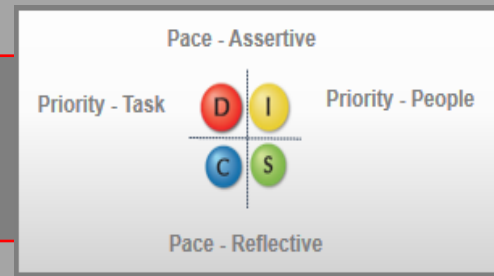 Pace - Assertive
Priority - Task
D I
Priority - People
C S
Pace - Reflective